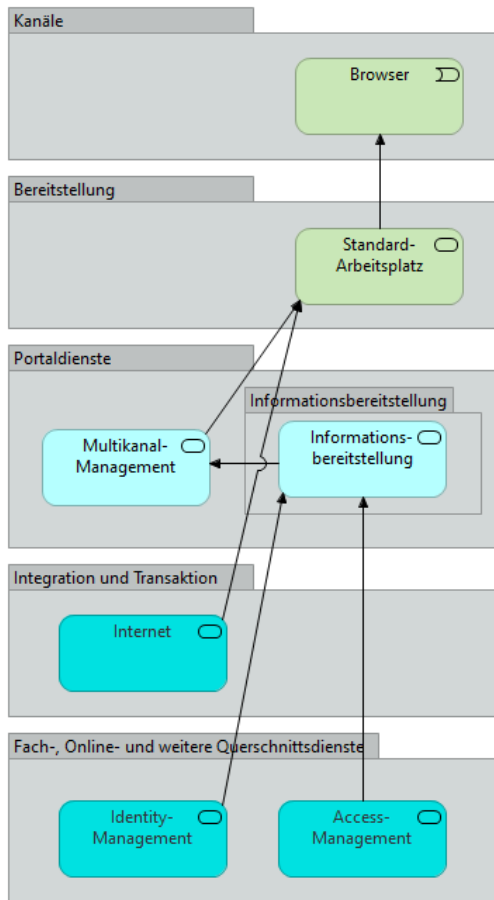 Kanäle
Browser
Bereitstellung
Standard-
Arbeitsplatz
Portaldienste
Informationsbereitstellung
Multikanal-
Management
Informations-
bereitstellung
Integration und Transaktion
Internet
Fach-, Online- und weitere Querschnittsdienste
Identity-
Management
Access-
Management